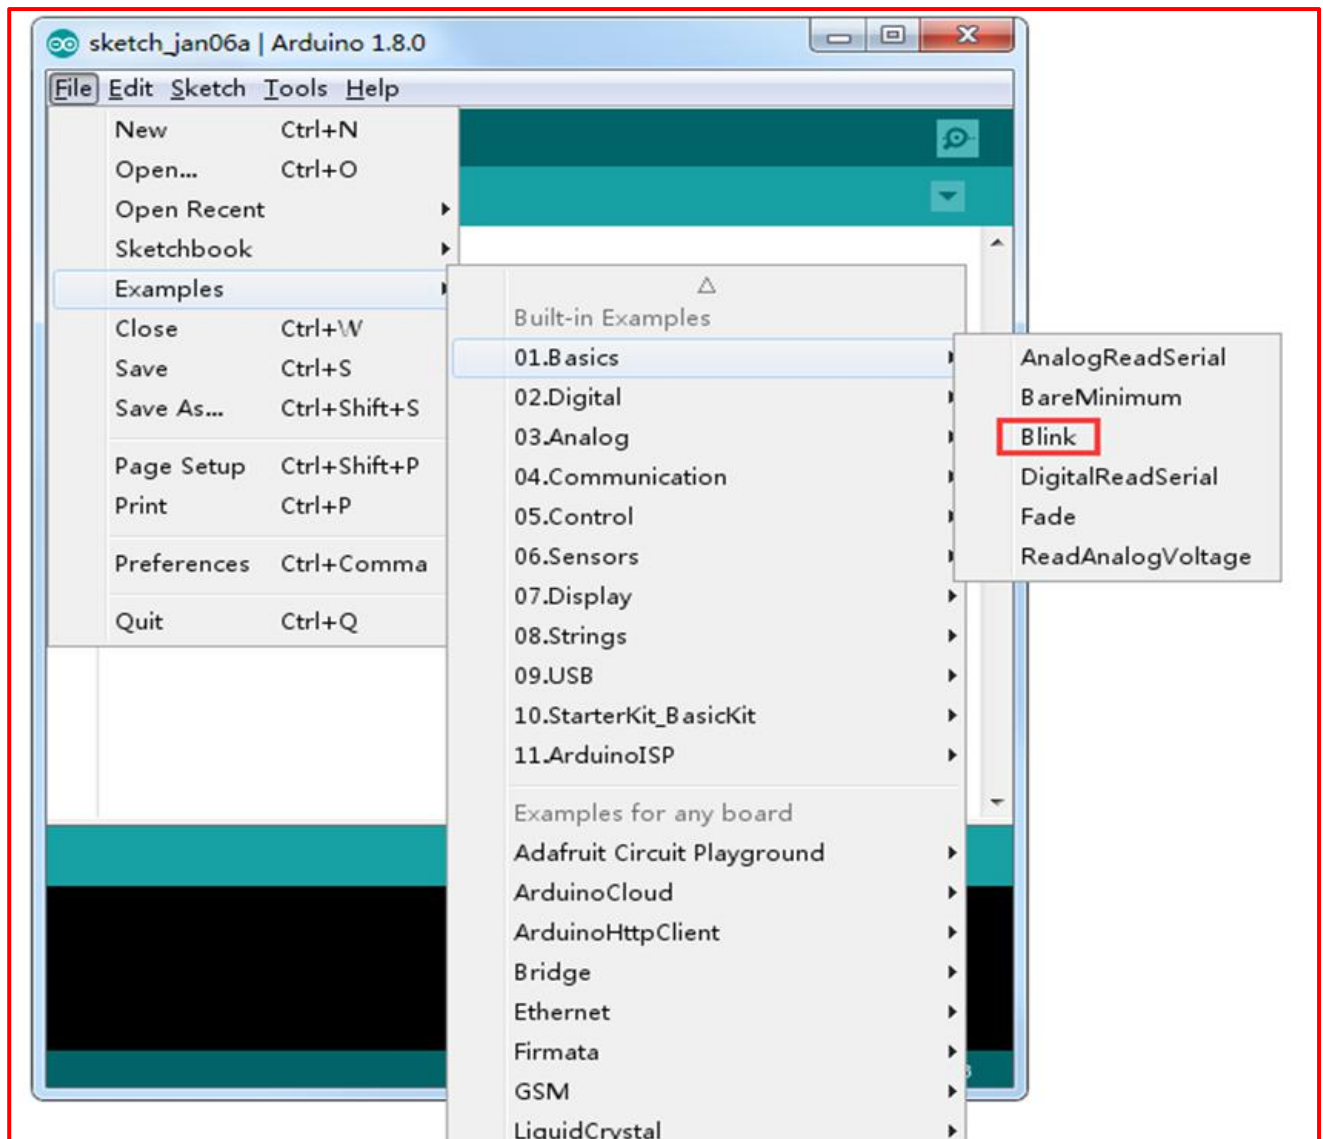 sketch_jan06a | Arduino 1.8.0
File Edit Sketch Tools Help
New Ctrl+N
Open... Ctrl+O
Open Recent
Sketchbook
Examples
Close Ctrl+W
Save Ctrl+S
Save As... Ctrl+Shift+S
Page Setup Ctrl+Shift+P
Print Ctrl+P
Preferences Ctrl+Comma
Quit Ctrl+Q
Built-in Examples
01.Basics
02.Digital
03.Analog
04.Communication
05.Control
06.Sensors
07.Display
08.Strings
09.USB
10.StarterKit_BasicKit
11.ArduinoISP
Examples for any board
Adafruit Circuit Playground
ArduinoCloud
ArduinoHttpClient
Bridge
Ethernet
Firmata
GSM
LiquidCrystal
AnalogReadSerial
BareMinimum
Blink
DigitalReadSerial
Fade
ReadAnalogVoltage